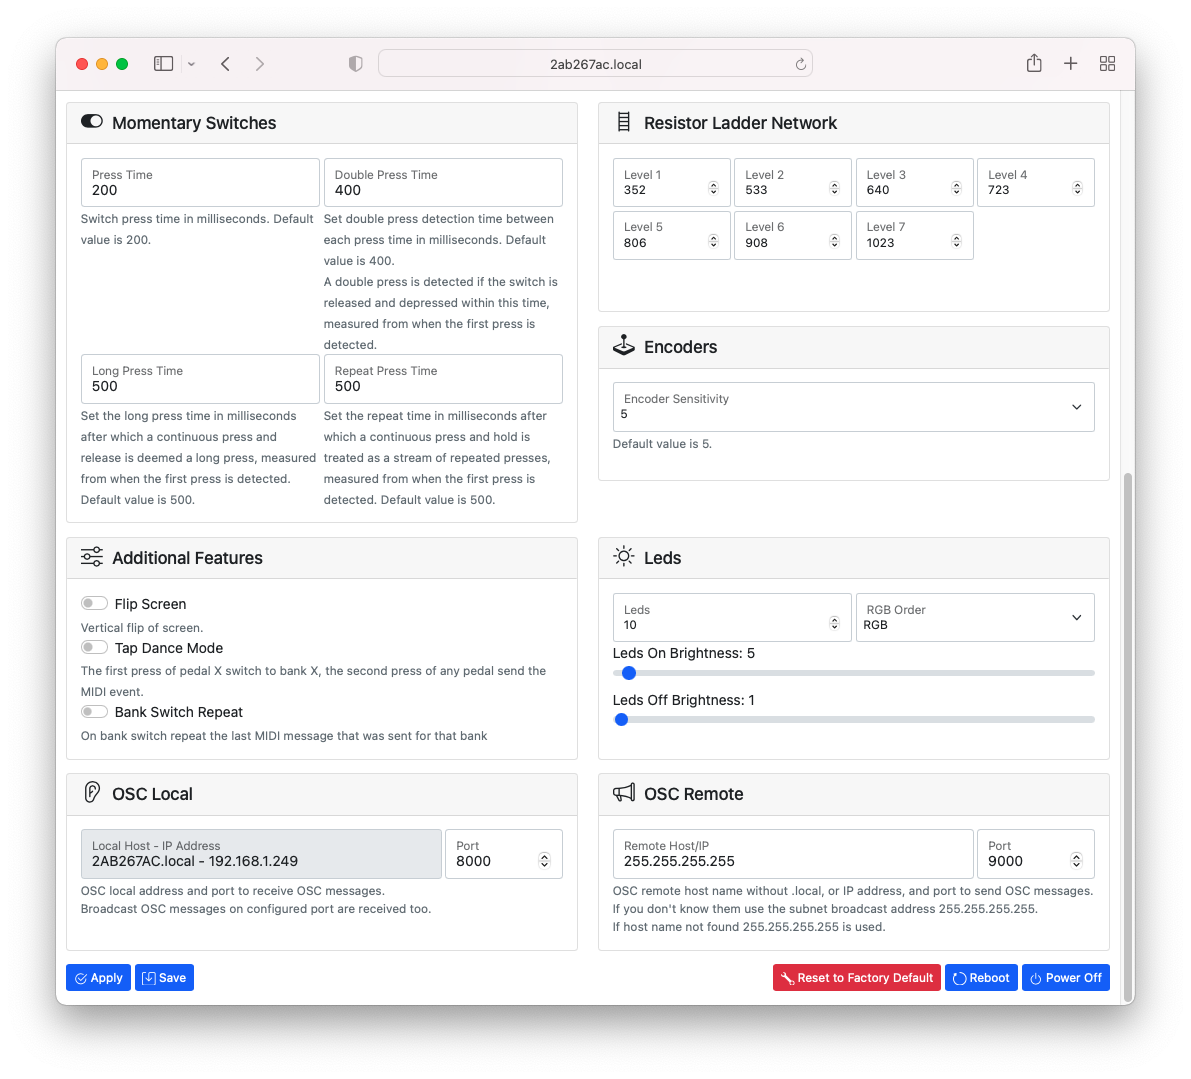 2ab267ac.local
Momentary Switches
Press Time
200
Switch press time in milliseconds. Default
value is 200.
Double Press Time
400
Set double press detection time between
each press time in milliseconds. Default
value is 400.
A double press is detected if the switch is
released and depressed within this time,
measured from when the first press is
detected.
Long Press Time
500
Set the long press time in milliseconds
after which a continuous press and
release is deemed a long press, measured
from when the first press is detected.
Default value is 500.
Repeat Press Time
500
Set the repeat time in milliseconds after
which a continuous press and hold is
treated as a stream of repeated presses,
measured from when the first press is
detected. Default value is 500.
Resistor Ladder Network
Level 1
352
Level 2
533
Level 3
640
Level 4
723
Level 5
806
Level 6
908
Level 7
1023
Encoders
Encoder Sensitivity
5
Default value is 5.
Additional Features
Flip Screen
Vertical flip of screen.
Tap Dance Mode
The first press of pedal X switch to bank X, the second press of any pedal send the
MIDI event.
Bank Switch Repeat
On bank switch repeat the last MIDI message that was sent for that bank
Leds
Leds
10
RGB Order
RGB
Leds On Brightness: 5
Leds Off Brightness: 1
OSC Local
Local Host - IP Address
2AB267AC.local - 192.168.1.249
Port
8000
OSC local address and port to receive OSC messages.
Broadcast OSC messages on configured port are received too.
OSC Remote
Remote Host/IP
255.255.255.255
Port
9000
OSC remote host name without .local, or IP address, and port to send OSC messages.
If you don't know them use the subnet broadcast address 255.255.255.255.
If host name not found 255.255.255.255 is used.
Apply
Save
Reset to Factory Default
Reboot
Power Off